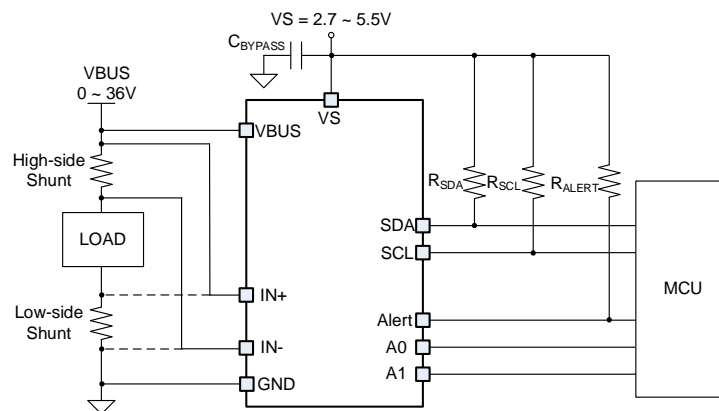 VS = 2.7 ~ 5.5V
CBYPASS
VBUS
0 ~ 36V
VS
VBUS
High-side
Shunt
RSDA
RSCL
RALERT
LOAD
SDA
SCL
MCU
IN+
Low-side
Shunt
Alert
IN-
A0
GND
A1